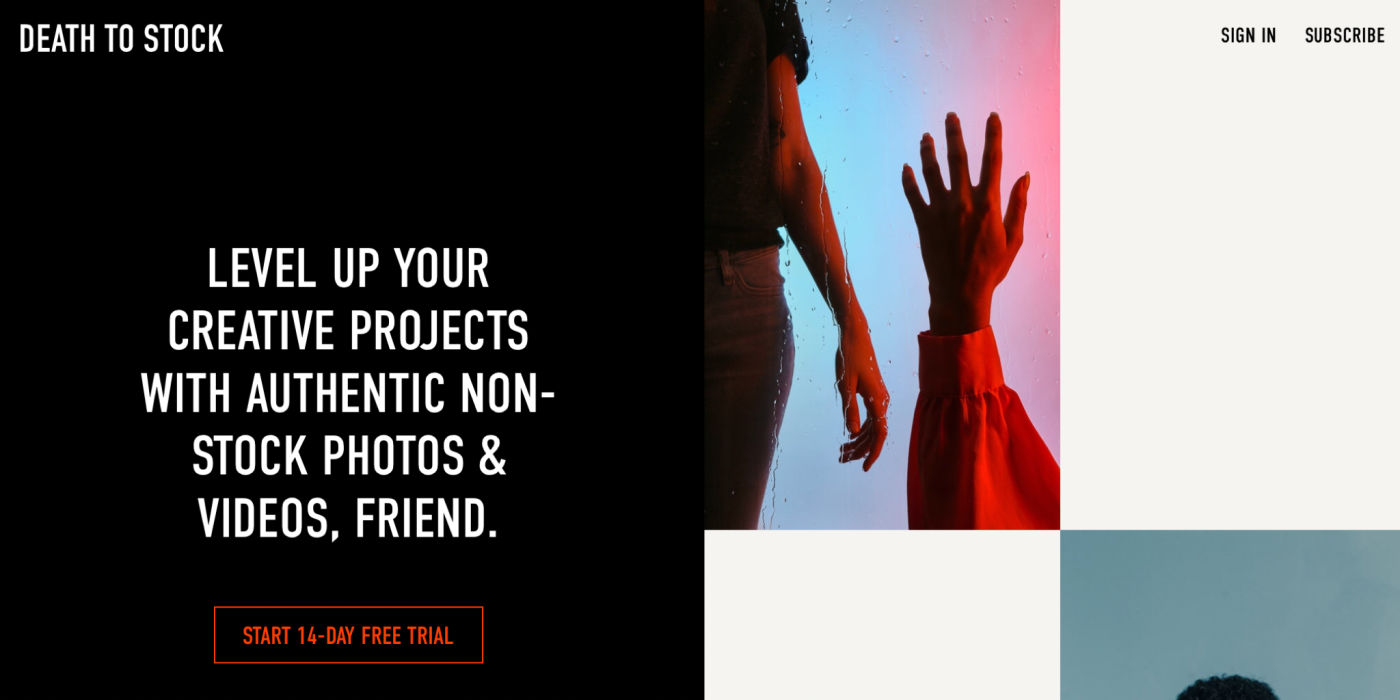 DEATH TO STOCK
SIGN IN SUBSCRIBE
LEVEL UP YOUR
CREATIVE PROJECTS
WITH AUTHENTIC NON-
STOCK PHOTOS &
VIDEOS, FRIEND.
START 14-DAY FREE TRIAL